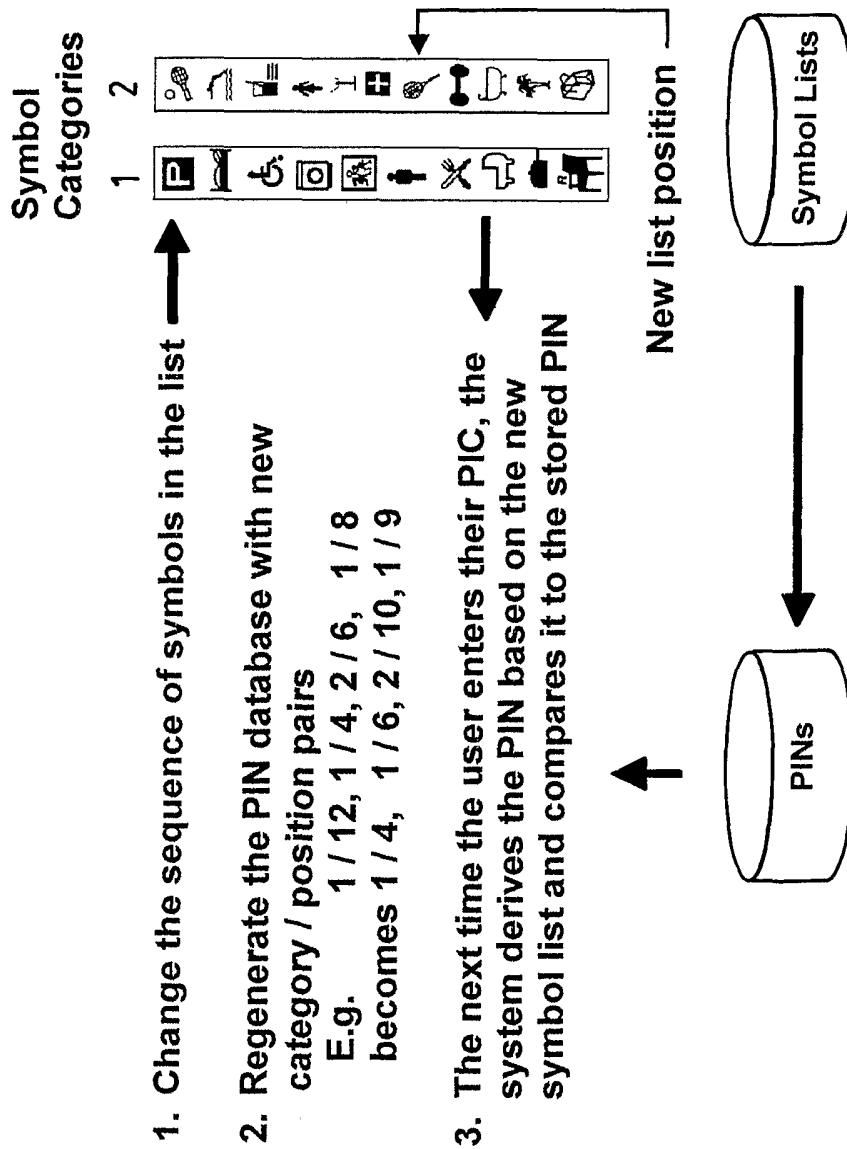 Symbol
Categories
1 2
1. Change the sequence of symbols in the list
2. Regenerate the PIN database with new
category / position pairs
E.g. 1 / 12, 1 / 4, 2 / 6, 1 / 8
becomes 1 / 4, 1 / 6, 2 / 10, 1 / 9
3. The next time the user enters their PIC, the
system derives the PIN based on the new
symbol list and compares it to the stored PIN
P
R
New list position
PINs
Symbol Lists